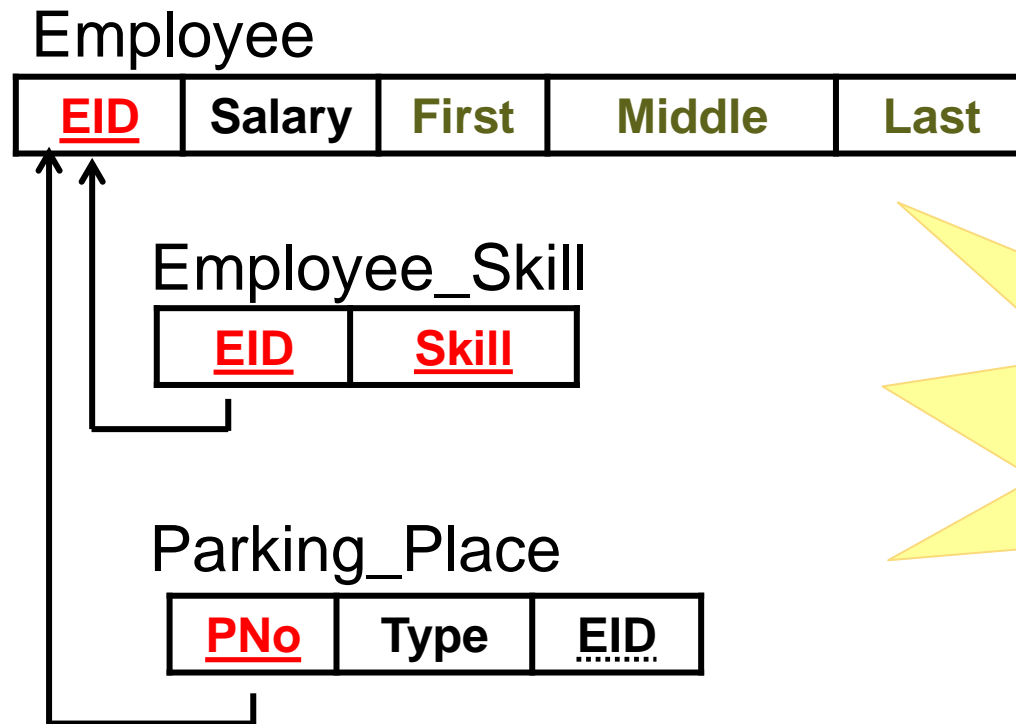 Employee
EID Salary First Middle Last
Employee_Skill
EID Skill
Parking_Place
PNo Type EID